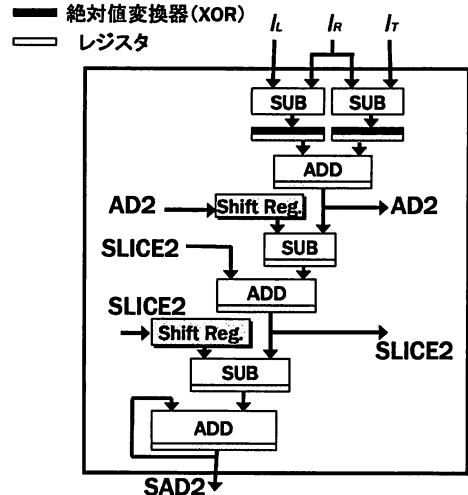 絶対値変換器(XOR)
レジスタ
IL IR IT
SUB SUB
ADD
AD2 Shift Reg. AD2
SLICE2 SUB
ADD
SLICE2
Shift Reg. SLICE2
SUB
ADD
SAD2